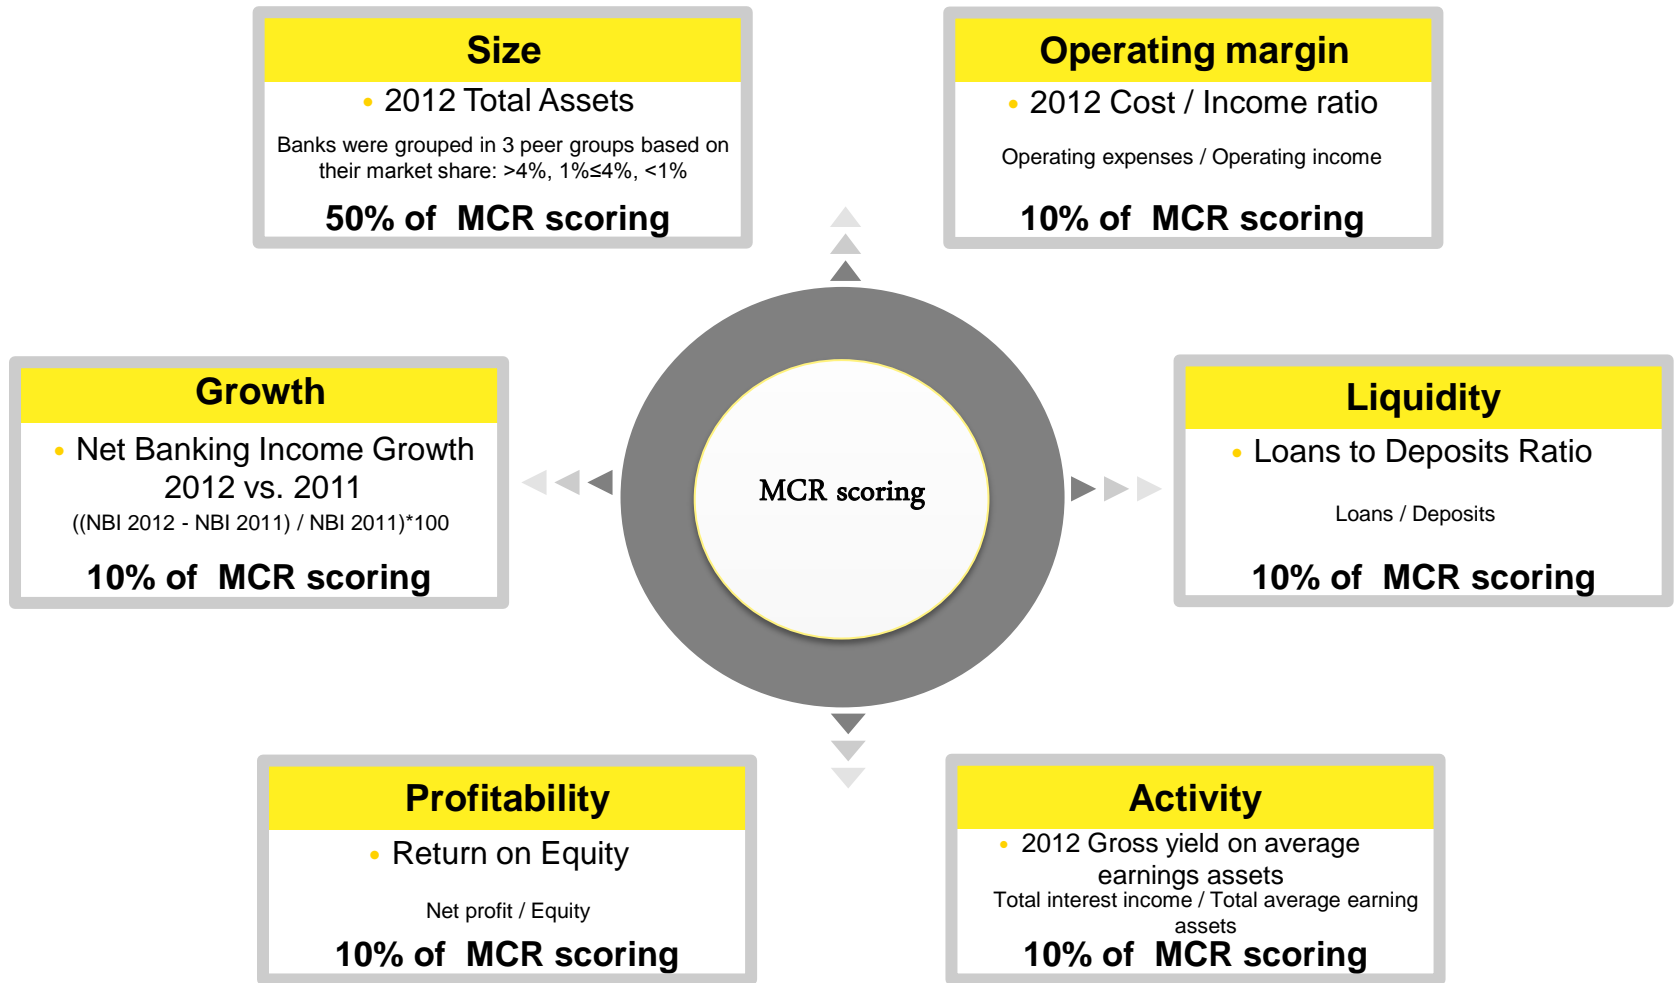 Size
• 2012 Total Assets
Banks were grouped in 3 peer groups based on
their market share: >4%, 1%≤4%, <1%
50% of MCR scoring
Operating margin
• 2012 Cost / Income ratio
Operating expenses / Operating income
10% of MCR scoring
Growth
• Net Banking Income Growth
2012 vs. 2011
((NBI 2012 - NBI 2011) / NBI 2011)*100
10% of MCR scoring
MCR scoring
Liquidity
• Loans to Deposits Ratio
Loans / Deposits
10% of MCR scoring
Profitability
• Return on Equity
Net profit / Equity
10% of MCR scoring
Activity
• 2012 Gross yield on average
earnings assets
Total interest income / Total average earning
assets
10% of MCR scoring